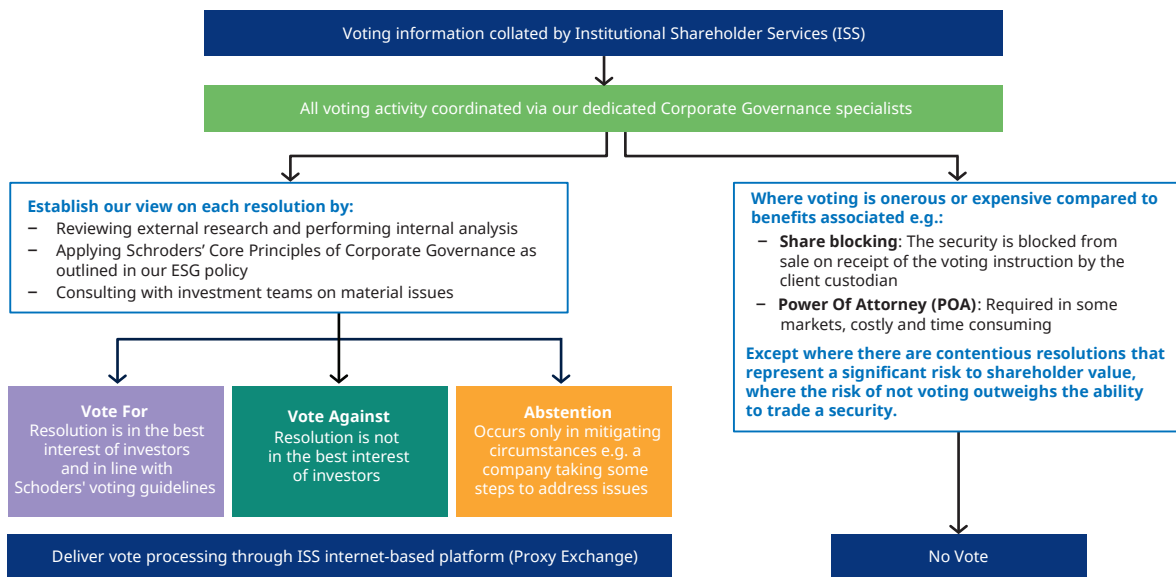 Voting information collated by Institutional Shareholder Services (ISS)
All voting activity coordinated via our dedicated Corporate Governance specialists
Establish our view on each resolution by:
– Reviewing external research and performing internal analysis
– Applying Schroders' Core Principles of Corporate Governance as
outlined in our ESG policy
– Consulting with investment teams on material issues
Where voting is onerous or expensive compared to
benefits associated e.g.:
– Share blocking: The security is blocked from
sale on receipt of the voting instruction by the
client custodian
– Power Of Attorney (POA): Required in some
markets, costly and time consuming
Except where there are contentious resolutions that
represent a significant risk to shareholder value,
where the risk of not voting outweighs the ability
to trade a security.
Vote For
Resolution is in the best
interest of investors
and in line with
Schoders' voting guidelines
Vote Against
Resolution is not
in the best interest
of investors
Abstention
Occurs only in mitigating
circumstances e.g. a
company taking some
steps to address issues
Deliver vote processing through ISS internet-based platform (Proxy Exchange)
No Vote